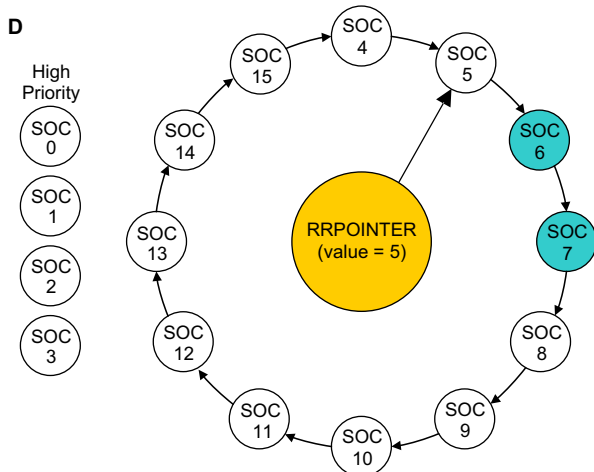 D
High
Priority
SOC
0
SOC
1
SOC
2
SOC
3
SOC
4
SOC
5
SOC
6
SOC
7
SOC
8
SOC
9
SOC
10
SOC
11
SOC
12
SOC
13
SOC
14
SOC
15
RRPOINTER
(value = 5)